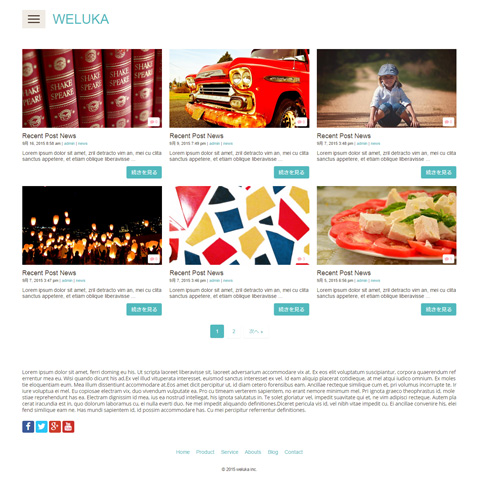 WELUKA
SHAKE SPEARE
SHAKE SPEARE
SHAKE SPEARE
Recent Post News
9月 16, 2015 8:58 am | admin | news
Lorem ipsum dolor sit amet, zril detracto vim an, mei cu clita
sanctus appetere, et etiam oblique liberavisse ...
続きを見る
Recent Post News
9月 9, 2015 7:49 pm | admin | news
Lorem ipsum dolor sit amet, zril detracto vim an, mei cu clita
sanctus appetere, et etiam oblique liberavisse ...
続きを見る
Recent Post News
9月 7, 2015 3:48 pm | admin | news
Lorem ipsum dolor sit amet, zril detracto vim an, mei cu clita
sanctus appetere, et etiam oblique liberavisse ...
続きを見る
Recent Post News
9月 7, 2015 3:47 pm | admin | news
Lorem ipsum dolor sit amet, zril detracto vim an, mei cu clita
sanctus appetere, et etiam oblique liberavisse ...
続きを見る
Recent Post News
9月 7, 2015 3:46 pm | admin | news
Lorem ipsum dolor sit amet, zril detracto vim an, mei cu clita
sanctus appetere, et etiam oblique liberavisse ...
続きを見る
Recent Post News
9月 5, 2015 8:56 pm | admin | news
Lorem ipsum dolor sit amet, zril detracto vim an, mei cu clita
sanctus appetere, et etiam oblique liberavisse ...
続きを見る
1 2 次へ »
Lorem ipsum dolor sit amet, ferri doming eu his. Ut scripta laoreet liberavisse sit, laoreet adversarium accommodare vix at. Ex eos elit voluptatum suscipiantur, corpora quaerendum ref
errentur mea eu. Wisi quando dicunt his ad.Ex vel illud vituperata interesset, euismod sanctus interesset ex vel. Id eam aliquip placerat cotidieque, at mel atqui iudico omnium. Ex moles
tie eloquentiam eum. Mea illum dissentiunt accommodare at.Eos amet dicit percipitur ut, id diam cetero forensibus eam. Ancillae recteque similique cum et, pri volumus incorrupte te. Ir
iure voluptua ei mel. Eu copiosae electram vix, duo vivendum vulputate ea. Pro cu timeam verterem sapientem, no erant nemore minimum mel. Pri ignota graeco theophrastus id, mole
stiae reprehendunt has ea. Electram dignissim id mea, ius ea nostrud intellegat, his ignota salutatus in. Te solet gloriatur vel, impedit suavitate qui et, ne vim adipisci recteque. Autem pla
cerat iracundia est in, quo dolorum laboramus cu, ei nulla everti duo. Ne mei impedit aliquando definitiones.Diceret pericula vis id, vel nibh vitae impedit cu. Ei ancillae convenire his, elei
fend similique eam ne. Has mundi sapientem id, id possim accommodare has. Cu mei percipitur referrentur definitiones.
Home Product Service Abouts Blog Contact
© 2015 weluka inc.